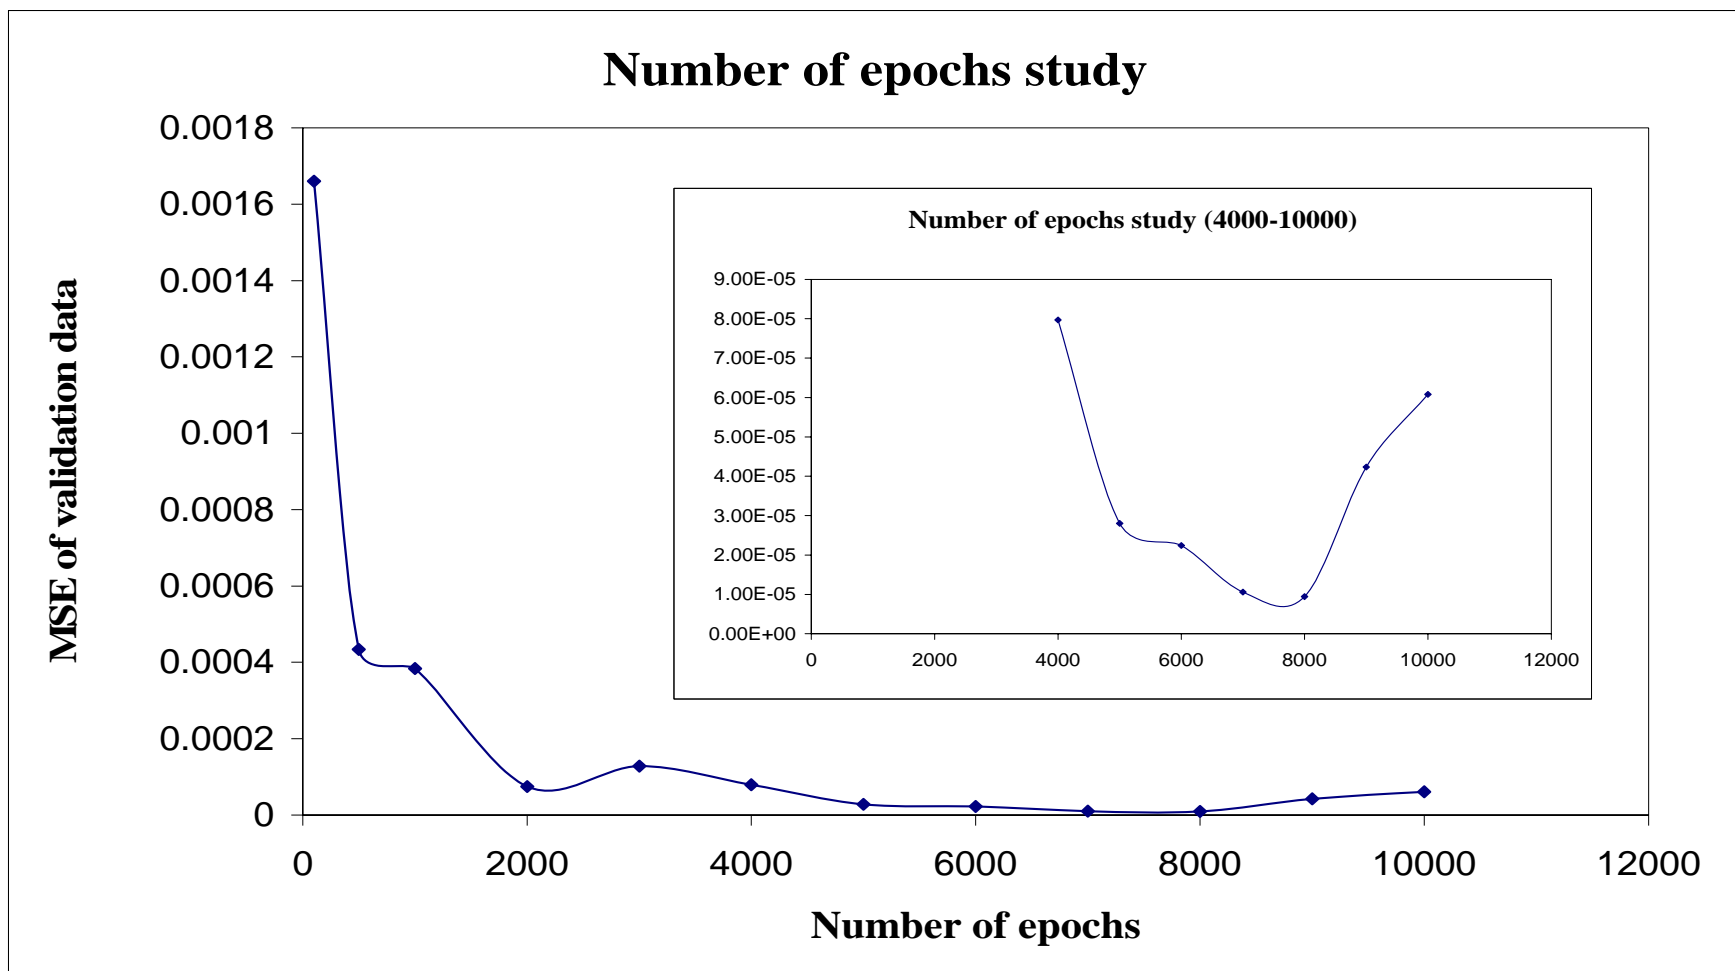 Number of epochs study
0.0018
0.0016
0.0014
0.0012
0.001
0.0008
0.0006
0.0004
0.0002
0
MSE of validation data
Number of epochs study (4000-10000)
9.00E-05
8.00E-05
7.00E-05
6.00E-05
5.00E-05
4.00E-05
3.00E-05
2.00E-05
1.00E-05
0.00E+00
0 2000 4000 6000 8000 10000 12000
0 2000 4000 6000 8000 10000 12000
Number of epochs